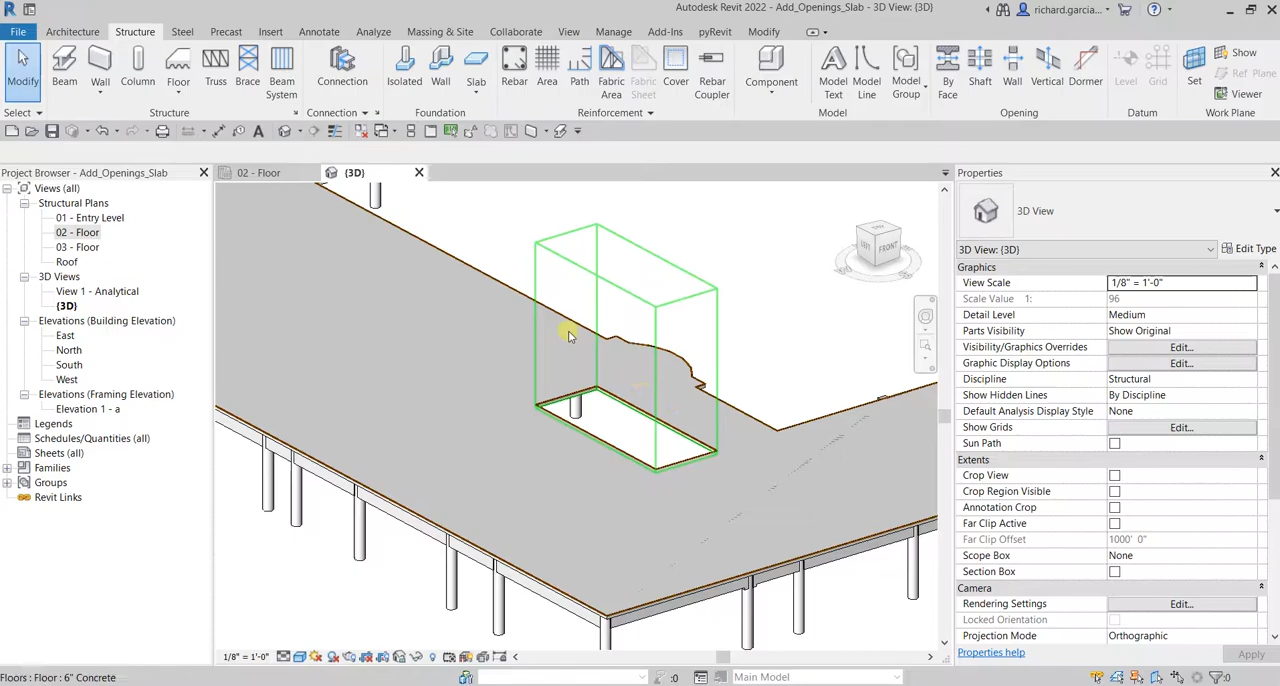 Autodesk Revit 2022 - Add_Openings_Slab - 3D View: {3D}
richard.garcia...
File Architecture Structure Steel Precast Insert Annotate Analyze Massing & Site Collaborate View Manage Add-Ins pyRevit Modify
Modify Beam Wall Column Floor Truss Brace Beam System Connection Isolated Wall Slab Rebar Area Path Fabric Area Fabric Sheet Cover Rebar Coupler Component Model Text Model Line Model Group By Face Shaft Wall Vertical Dormer Level Grid Set Show Ref Plane Viewer
Select Structure Connection Foundation Reinforcement Model Opening Datum Work Plane
Project Browser - Add_Openings_Slab
Views (all)
Structural Plans
01 - Entry Level
02 - Floor
03 - Floor
Roof
3D Views
View 1 - Analytical
{3D}
Elevations (Building Elevation)
East
North
South
West
Elevations (Framing Elevation)
Elevation 1 - a
Legends
Schedules/Quantities (all)
Sheets (all)
Families
Groups
Revit Links
02 - Floor
{3D}
LEFT
FRONT
Properties
3D View
3D View: {3D}
Edit Type
Graphics
View Scale 1/8" = 1'-0"
Scale Value 1: 96
Detail Level Medium
Parts Visibility Show Original
Visibility/Graphics Overrides Edit...
Graphic Display Options Edit...
Discipline Structural
Show Hidden Lines By Discipline
Default Analysis Display Style None
Show Grids Edit...
Sun Path
Extents
Crop View
Crop Region Visible
Annotation Crop
Far Clip Active
Far Clip Offset 1000' 0"
Scope Box None
Section Box
Camera
Rendering Settings Edit...
Locked Orientation
Projection Mode Orthographic
Properties help
Apply
1/8" = 1'-0"
Floors : Floor : 6" Concrete
:0
Main Model
:0